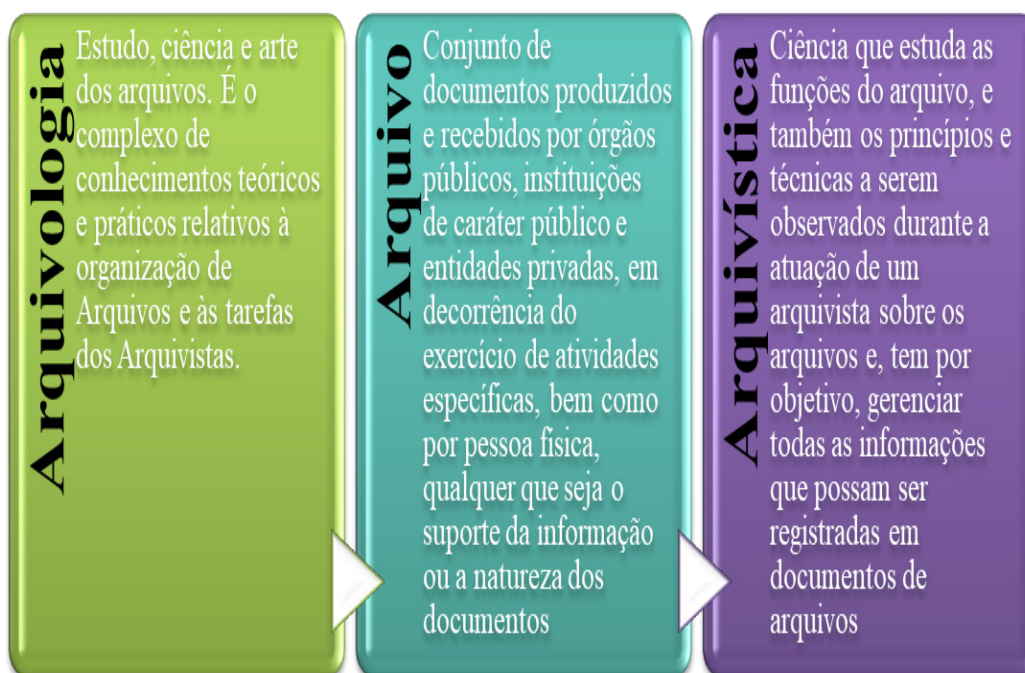 Arquivologia
Estudo, ciência e arte
dos arquivos. É o
complexo de
conhecimentos teóricos
e práticos relativos à
organização de
Arquivos e às tarefas
dos Arquivistas.
Arquivo
Conjunto de
documentos produzidos
e recebidos por órgãos
públicos, instituições
de caráter público e
entidades privadas, em
decorrência do
exercício de atividades
específicas, bem como
por pessoa física,
qualquer que seja o
suporte da informação
ou a natureza dos
documentos
Arquivística
Ciência que estuda as
funções do arquivo, e
também os princípios e
técnicas a serem
observados durante a
atuação de um
arquivista sobre os
arquivos e, tem por
objetivo, gerenciar
todas as informações
que possam ser
registradas em
documentos de
arquivos